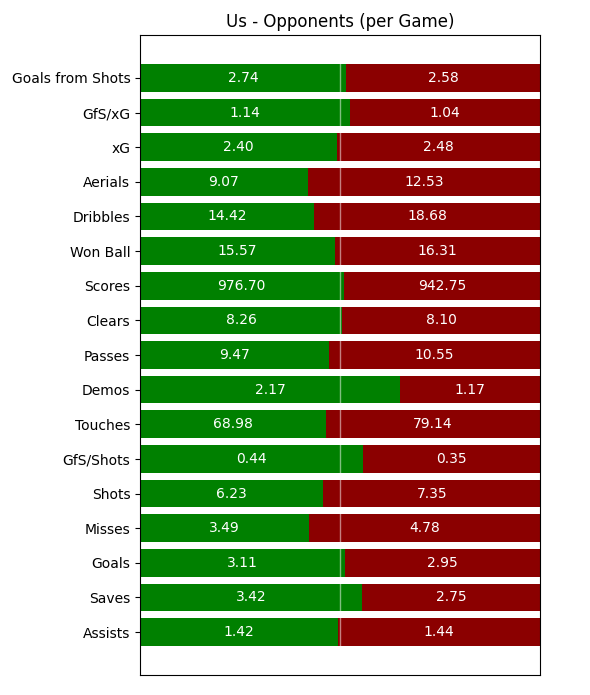 Us - Opponents (per Game)
Goals from Shots 2.74 2.58
GfS/xG 1.14 1.04
xG 2.40 2.48
Aerials 9.07 12.53
Dribbles 14.42 18.68
Won Ball 15.57 16.31
Scores 976.70 942.75
Clears 8.26 8.10
Passes 9.47 10.55
Demos 2.17 1.17
Touches 68.98 79.14
GfS/Shots 0.44 0.35
Shots 6.23 7.35
Misses 3.49 4.78
Goals 3.11 2.95
Saves 3.42 2.75
Assists 1.42 1.44